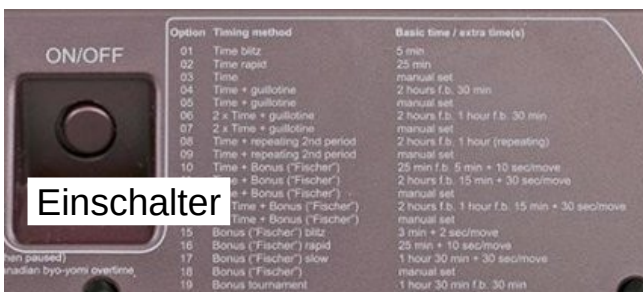 Option Timing method Basic time / extra time(s)
ON/OFF
01 Time blitz 5 min
02 Time rapid 25 min
03 Time manual set
04 Time + guillotine 2 hours f.b. 30 min
05 Time + guillotine manual set
06 2 x Time + guillotine 2 hours f.b. 1 hour f.b. 30 min
07 2 x Time + guillotine manual set
08 Time + repeating 2nd period 2 hours f.b. 1 hour (repeating)
09 Time + repeating 2nd period manual set
10 Time + Bonus ("Fischer") 25 min f.b. 5 min + 10 sec/move
+ Bonus ("Fischer") 2 hours f.b. 15 min + 30 sec/move
+ Bonus ("Fischer") manual set
Einschalter
Time + Bonus ("Fischer") 2 hours f.b. 1 hour f.b. 15 min + 30 sec/move
Time + Bonus ("Fischer") manual set
15 Bonus ("Fischer") blitz 3 min + 2 sec/move
16 Bonus ("Fischer") rapid 25 min + 10 sec/move
17 Bonus ("Fischer") slow 1 hour 30 min + 30 sec/move
18 Bonus ("Fischer") manual set
19 Bonus tournament 1 hour 30 min f.b. 30 min
hen paused)
nadian byo-yomi overtime